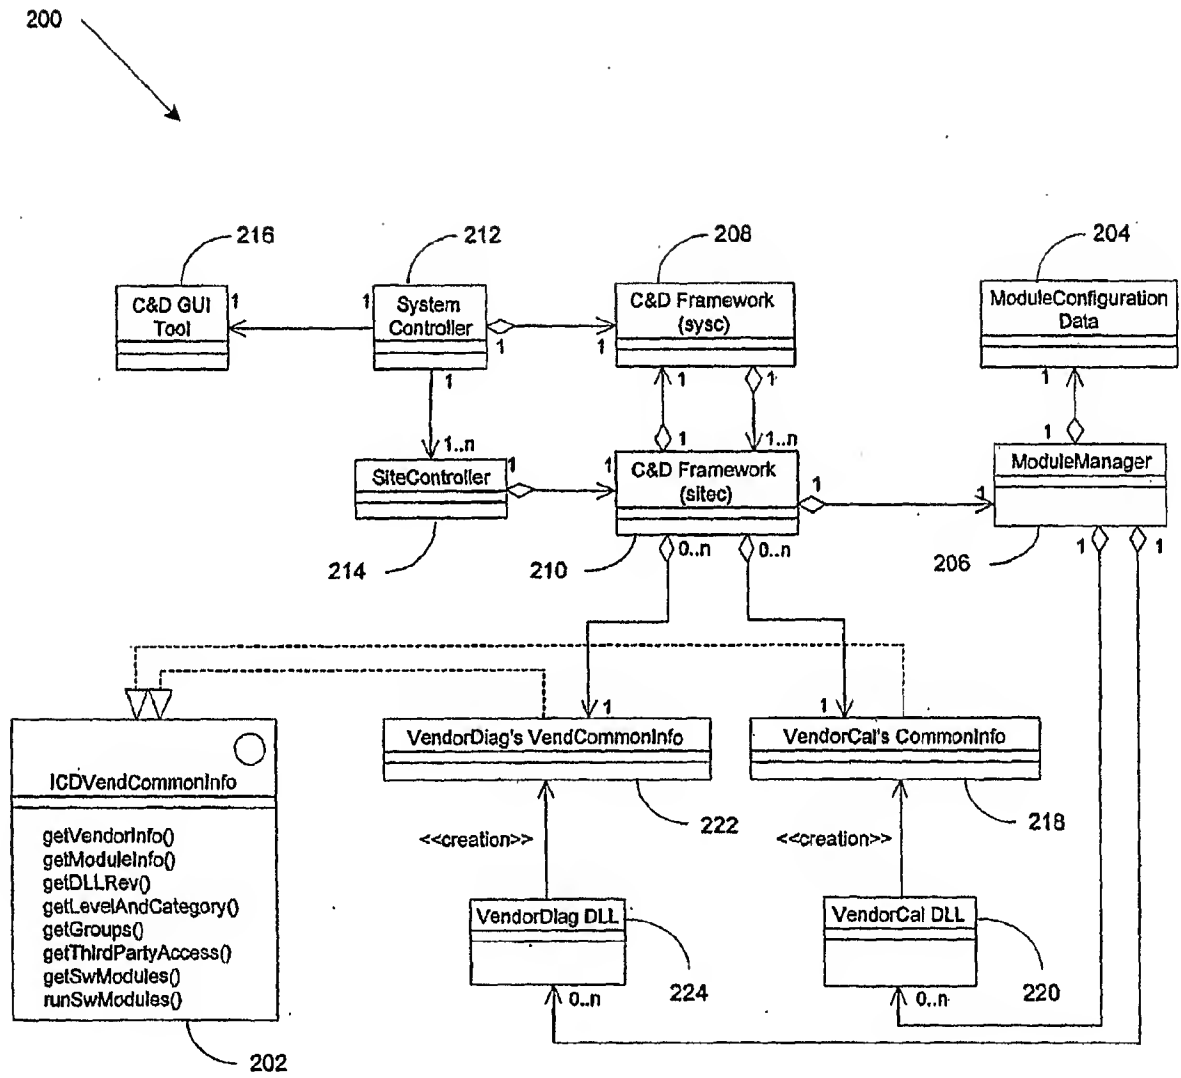 200
216
212
208
204
C&D GUI
Tool
1
1
System
Controller
1
1
C&D Framework
(sysc)
ModuleConfiguration
Data
1
1
1
1
1
1..n
1
1..n
1
SiteController
1
1
C&D Framework
(sitec)
1
1
ModuleManager
214
210
0..n
0..n
206
1
1
1
1
ICDVendCommonInfo
getVendorInfo()
getModuleInfo()
getDLLRev()
getLevelAndCategory()
getGroups()
getThirdPartyAccess()
getSwModules()
runSwModules()
VendorDiag's VendCommonInfo
VendorCal's CommonInfo
222
218
<<creation>>
<<creation>>
VendorDiag DLL
VendorCal DLL
224
220
0..n
0..n
202